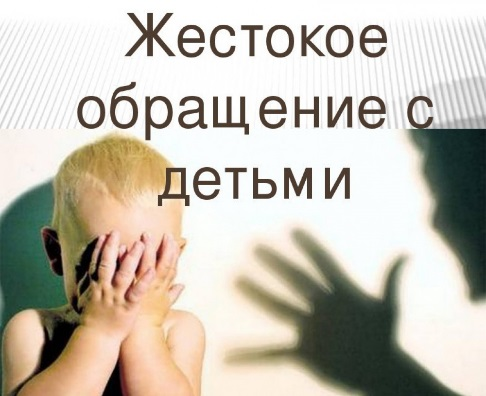 Жестокое
обращение с
детьми